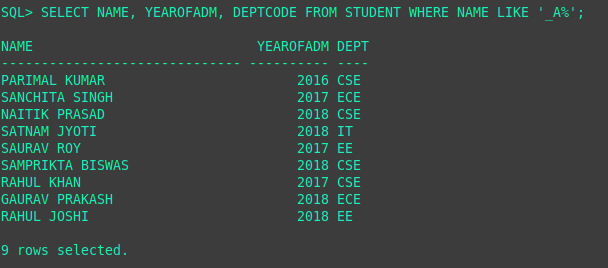 SQL> SELECT NAME, YEAROFADM, DEPTCODE FROM STUDENT WHERE NAME LIKE '_A%';
NAME                            YEAROFADM DEPT
------------------------------ ---------- ----
PARIMAL KUMAR                        2016 CSE
SANCHITA SINGH                       2017 ECE
NAITIK PRASAD                        2018 CSE
SATNAM JYOTI                         2018 IT
SAURAV ROY                           2017 EE
SAMPRIKTA BISWAS                     2018 CSE
RAHUL KHAN                           2017 CSE
GAURAV PRAKASH                       2018 ECE
RAHUL JOSHI                          2018 EE
9 rows selected.